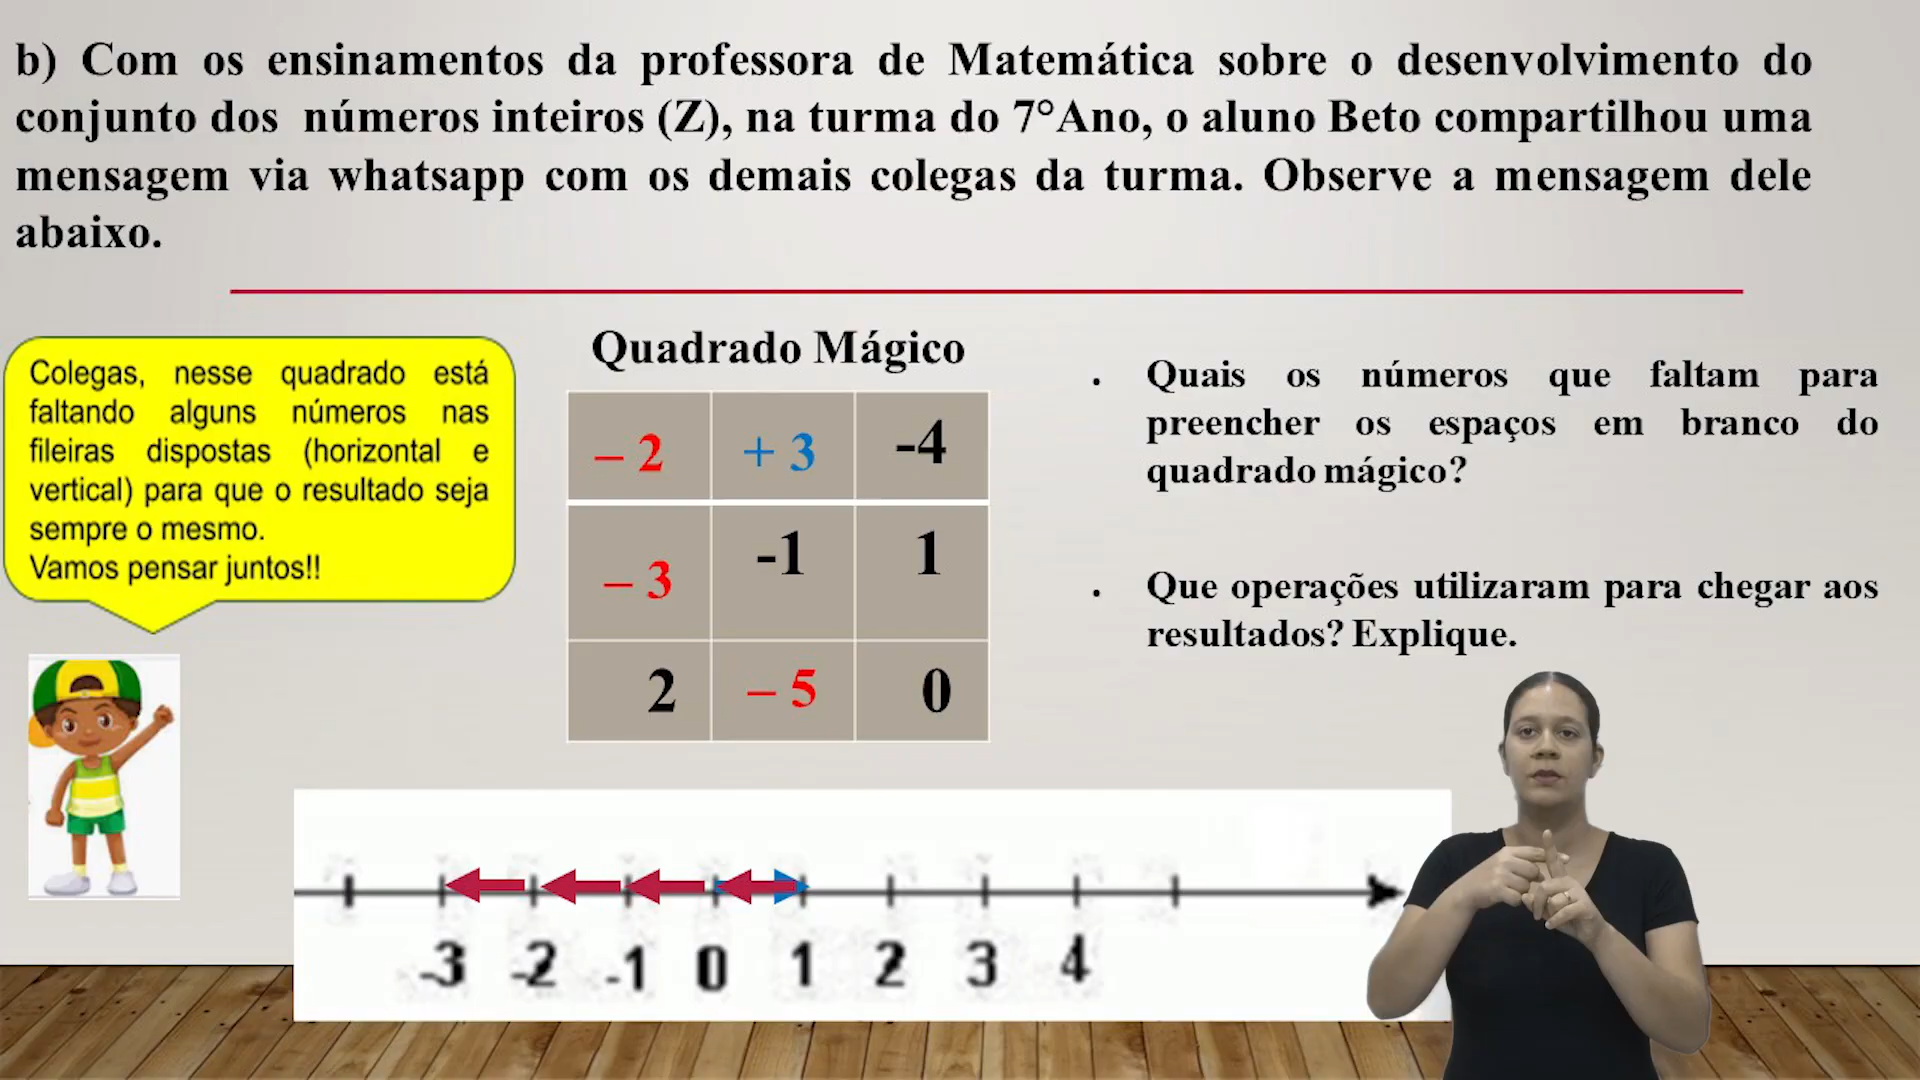 b) Com os ensinamentos da professora de Matemática sobre o desenvolvimento do
conjunto dos números inteiros (Z), na turma do 7°Ano, o aluno Beto compartilhou uma
mensagem via whatsapp com os demais colegas da turma. Observe a mensagem dele
abaixo.
Colegas, nesse quadrado está
faltando alguns números nas
fileiras dispostas (horizontal e
vertical) para que o resultado seja
sempre o mesmo.
Vamos pensar juntos!!
Quadrado Mágico
– 2 + 3 -4
– 3 -1 1
2 – 5 0
. Quais os números que faltam para
preencher os espaços em branco do
quadrado mágico?
. Que operações utilizaram para chegar aos
resultados? Explique.
-3 -2 -1 0 1 2 3 4